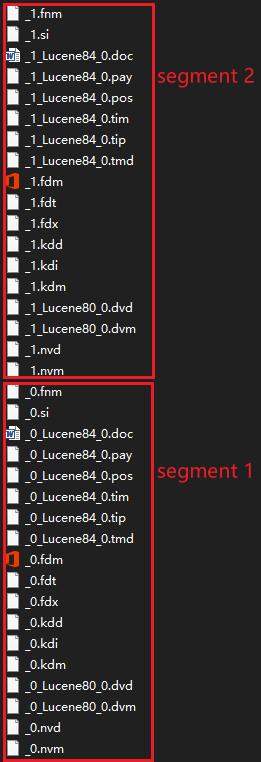 _1.fnm
_1.si
_1_Lucene84_0.doc
_1_Lucene84_0.pay
segment 2
_1_Lucene84_0.pos
_1_Lucene84_0.tim
_1_Lucene84_0.tip
_1_Lucene84_0.tmd
_1.fdm
_1.fdt
_1.fdx
_1.kdd
_1.kdi
_1.kdm
_1_Lucene80_0.dvd
_1_Lucene80_0.dvm
_1.nvd
_1.nvm
_0.fnm
_0.si
_0_Lucene84_0.doc
_0_Lucene84_0.pay
_0_Lucene84_0.pos
segment 1
_0_Lucene84_0.tim
_0_Lucene84_0.tip
_0_Lucene84_0.tmd
_0.fdm
_0.fdt
_0.fdx
_0.kdd
_0.kdi
_0.kdm
_0_Lucene80_0.dvd
_0_Lucene80_0.dvm
_0.nvd
_0.nvm